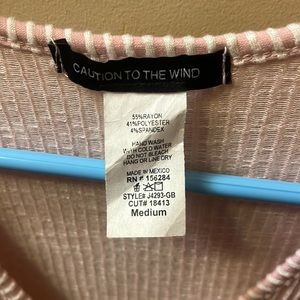 CAUTION TO THE WIND
55%RAYON
41%POLYESTER
4%SPANDEX
HAND WASH
WITH COLD WATER
DO NOT BLEACH
HANG OR LINE DRY
MADE IN MEXICO
RN # 156284
STYLE# J4293-GB
CUT# 18413
Medium